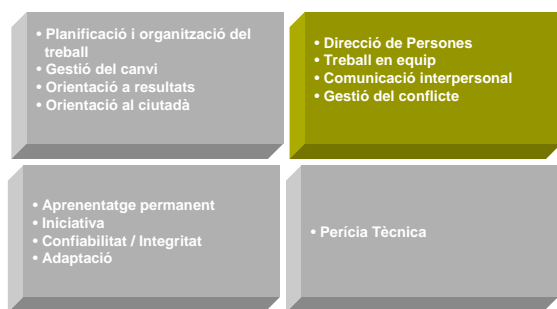 • Planificació i organització del
treball
• Gestió del canvi
• Orientació a resultats
• Orientació al ciutadà
• Direcció de Persones
• Treball en equip
• Comunicació interpersonal
• Gestió del conflicte
• Aprenentatge permanent
• Iniciativa
• Confiabilitat / Integritat
• Adaptació
• Perícia Tècnica